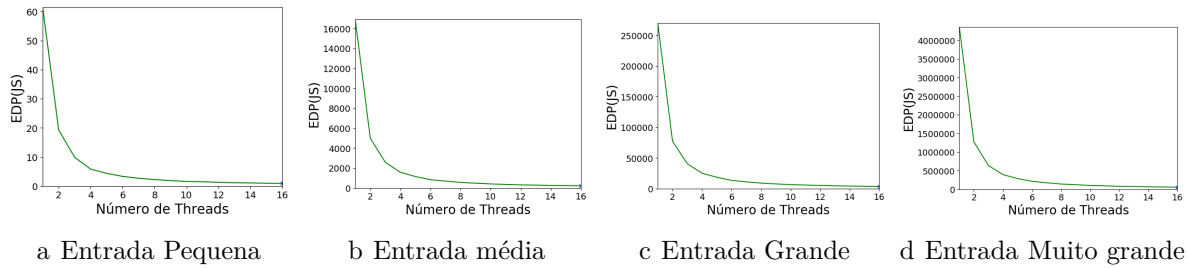 60
50
40
30
20
10
0
EDP(JS)
2 4 6 8 10 12 14 16
Número de Threads
a Entrada Pequena
16000
14000
12000
10000
8000
6000
4000
2000
0
EDP(JS)
2 4 6 8 10 12 14 16
Número de Threads
b Entrada média
250000
200000
150000
100000
50000
0
EDP(JS)
2 4 6 8 10 12 14 16
Número de Threads
c Entrada Grande
4000000
3500000
3000000
2500000
2000000
1500000
1000000
500000
0
EDP(JS)
2 4 6 8 10 12 14 16
Número de Threads
d Entrada Muito grande